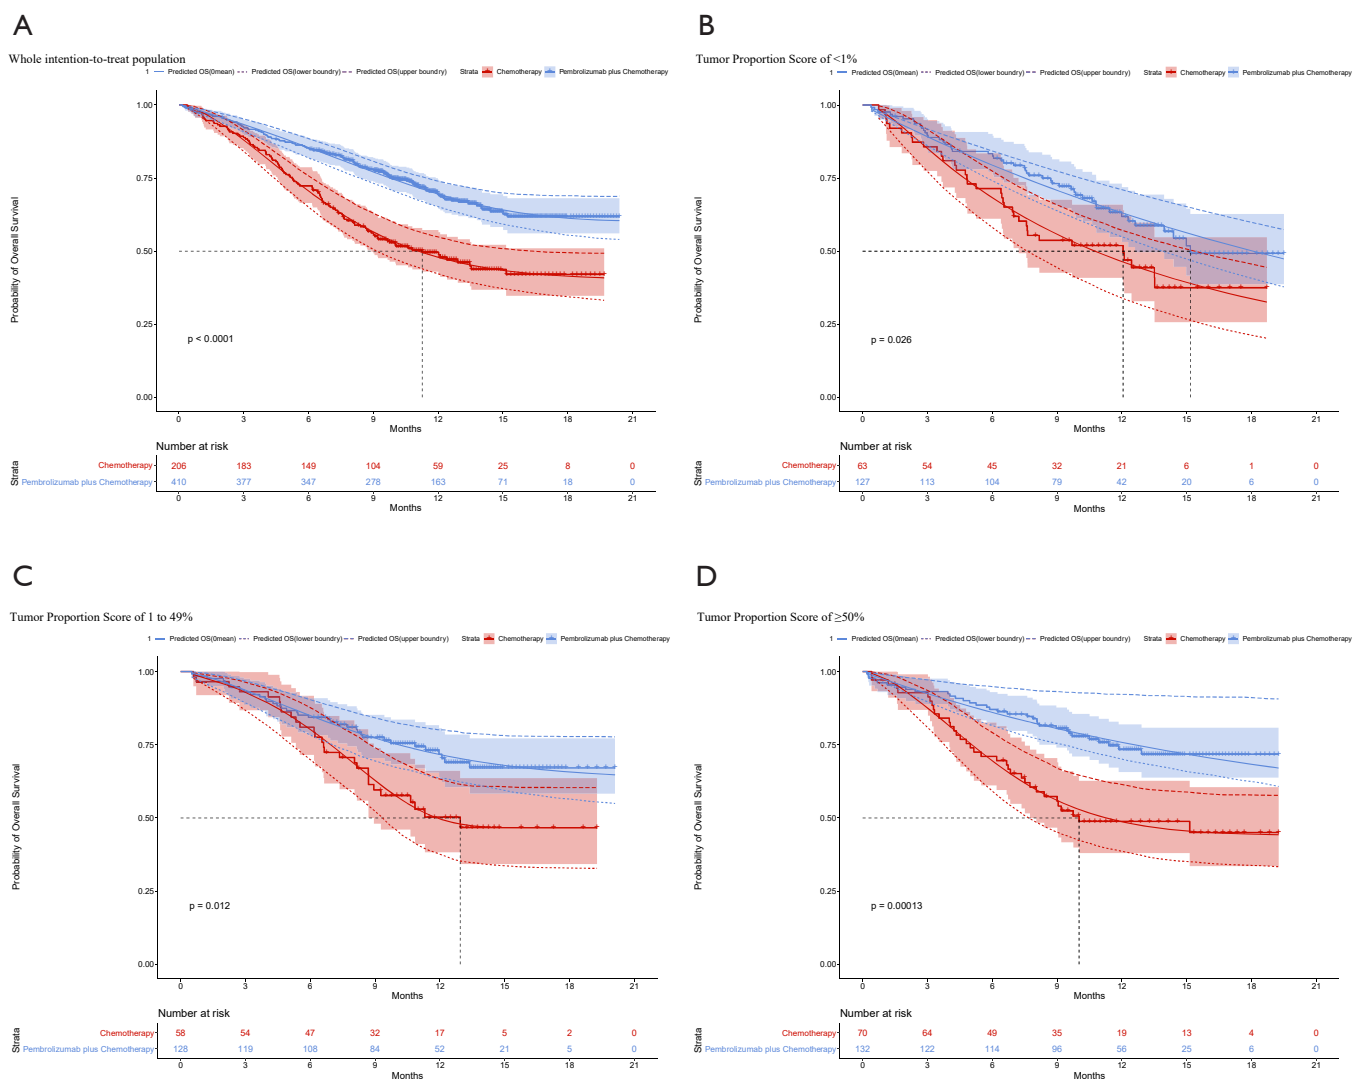 A
Whole intention-to-treat population
1 Predicted OS(0mean) Predicted OS(lower boundry) Predicted OS(upper boundry) Strata Chemotherapy Pembrolizumab plus Chemotherapy
Probability of Overall Survival
1.00
0.75
0.50
0.25
0.00
p < 0.0001
0 3 6 9 12 15 18 21
Months
Number at risk
Strata
Chemotherapy 206 183 149 104 59 25 8 0
Pembrolizumab plus Chemotherapy 410 377 347 278 163 71 18 0
0 3 6 9 12 15 18 21
Months
B
Tumor Proportion Score of <1%
1 Predicted OS(0mean) Predicted OS(lower boundry) Predicted OS(upper boundry) Strata Chemotherapy Pembrolizumab plus Chemotherapy
Probability of Overall Survival
1.00
0.75
0.50
0.25
0.00
p = 0.026
0 3 6 9 12 15 18 21
Months
Number at risk
Strata
Chemotherapy 63 54 45 32 21 6 1 0
Pembrolizumab plus Chemotherapy 127 113 104 79 42 20 6 0
0 3 6 9 12 15 18 21
Months
C
Tumor Proportion Score of 1 to 49%
1 Predicted OS(0mean) Predicted OS(lower boundry) Predicted OS(upper boundry) Strata Chemotherapy Pembrolizumab plus Chemotherapy
Probability of Overall Survival
1.00
0.75
0.50
0.25
0.00
p = 0.012
0 3 6 9 12 15 18 21
Months
Number at risk
Strata
Chemotherapy 58 54 47 32 17 5 2 0
Pembrolizumab plus Chemotherapy 128 119 108 84 52 21 5 0
0 3 6 9 12 15 18 21
Months
D
Tumor Proportion Score of ≥50%
1 Predicted OS(0mean) Predicted OS(lower boundry) Predicted OS(upper boundry) Strata Chemotherapy Pembrolizumab plus Chemotherapy
Probability of Overall Survival
1.00
0.75
0.50
0.25
0.00
p = 0.00013
0 3 6 9 12 15 18 21
Months
Number at risk
Strata
Chemotherapy 70 64 49 35 19 13 4 0
Pembrolizumab plus Chemotherapy 132 122 114 96 56 25 6 0
0 3 6 9 12 15 18 21
Months